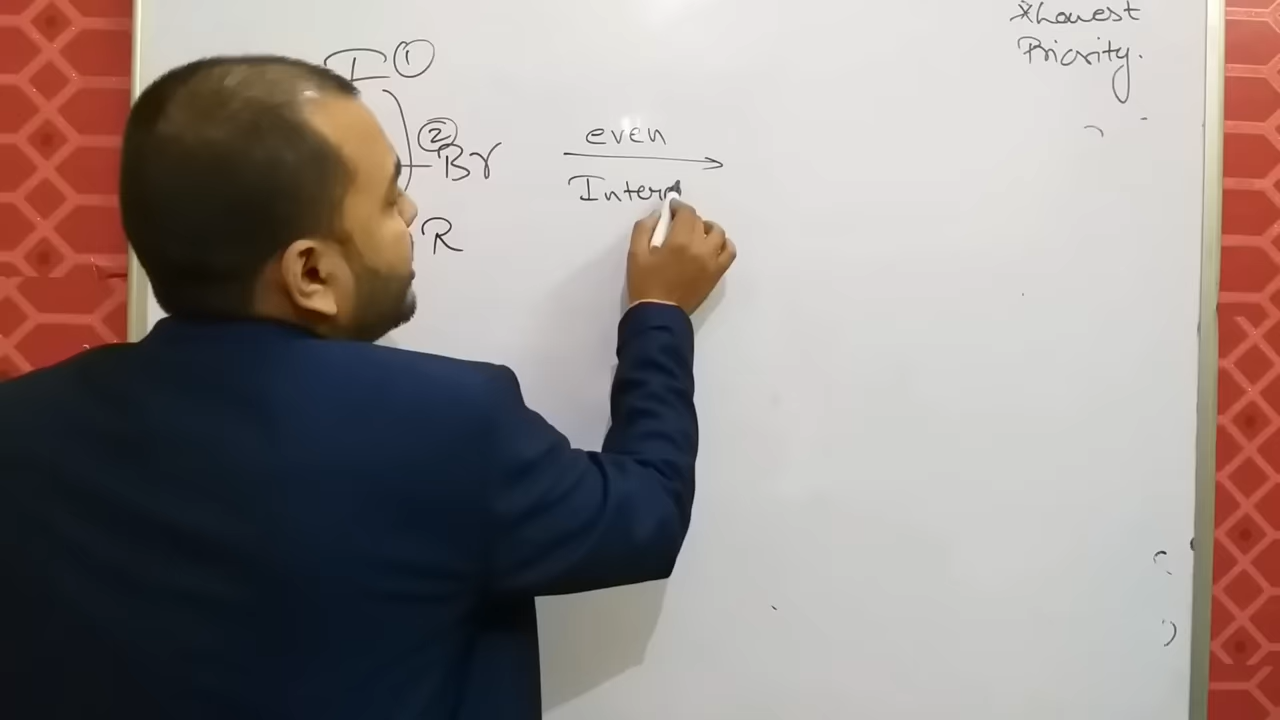 *Lowest
Priority.
I ①
② Br
R
even
Inter